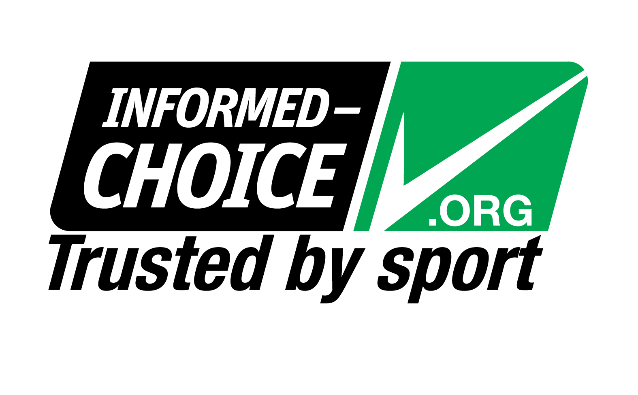 INFORMED–
CHOICE
.ORG
Trusted by sport